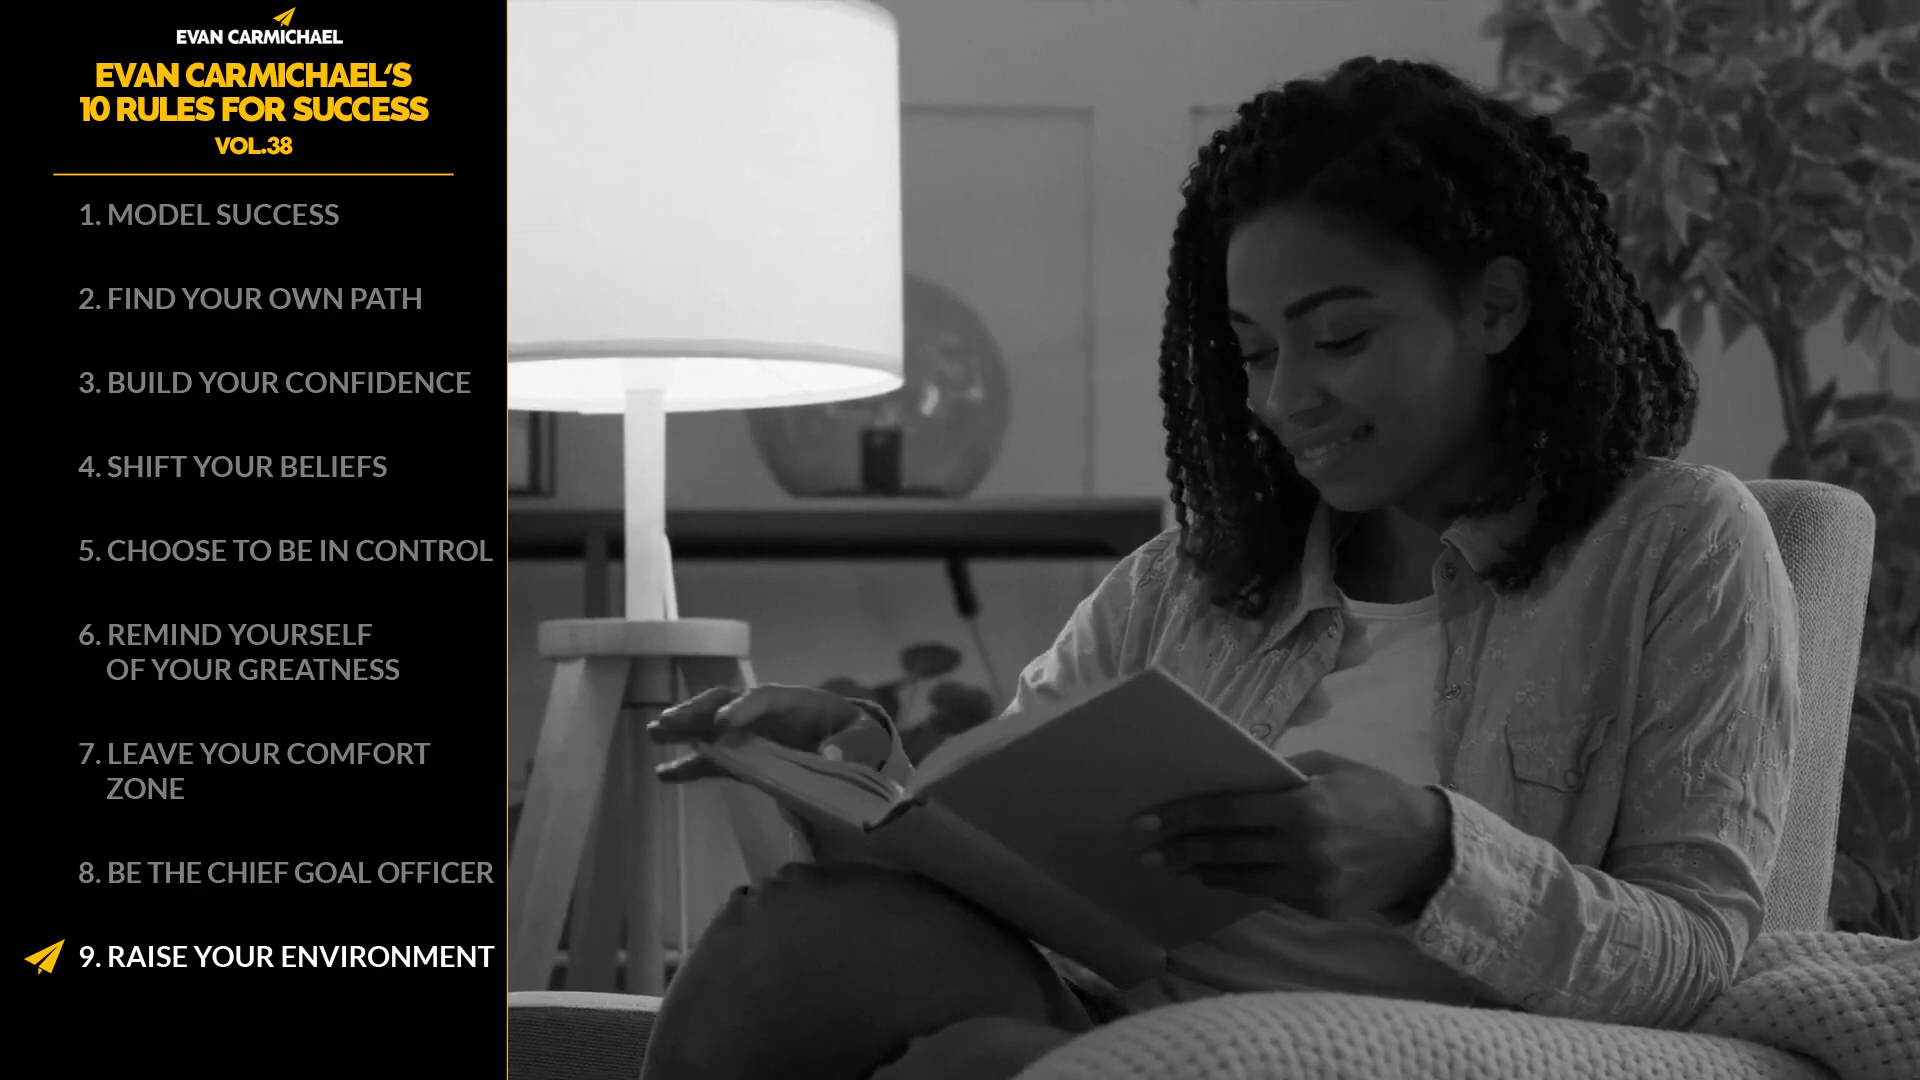 EVAN CARMICHAEL
EVAN CARMICHAEL‘S
10 RULES FOR SUCCESS
VOL.38
1. MODEL SUCCESS
2. FIND YOUR OWN PATH
3. BUILD YOUR CONFIDENCE
4. SHIFT YOUR BELIEFS
5. CHOOSE TO BE IN CONTROL
6. REMIND YOURSELF
OF YOUR GREATNESS
7. LEAVE YOUR COMFORT
ZONE
8. BE THE CHIEF GOAL OFFICER
9. RAISE YOUR ENVIRONMENT